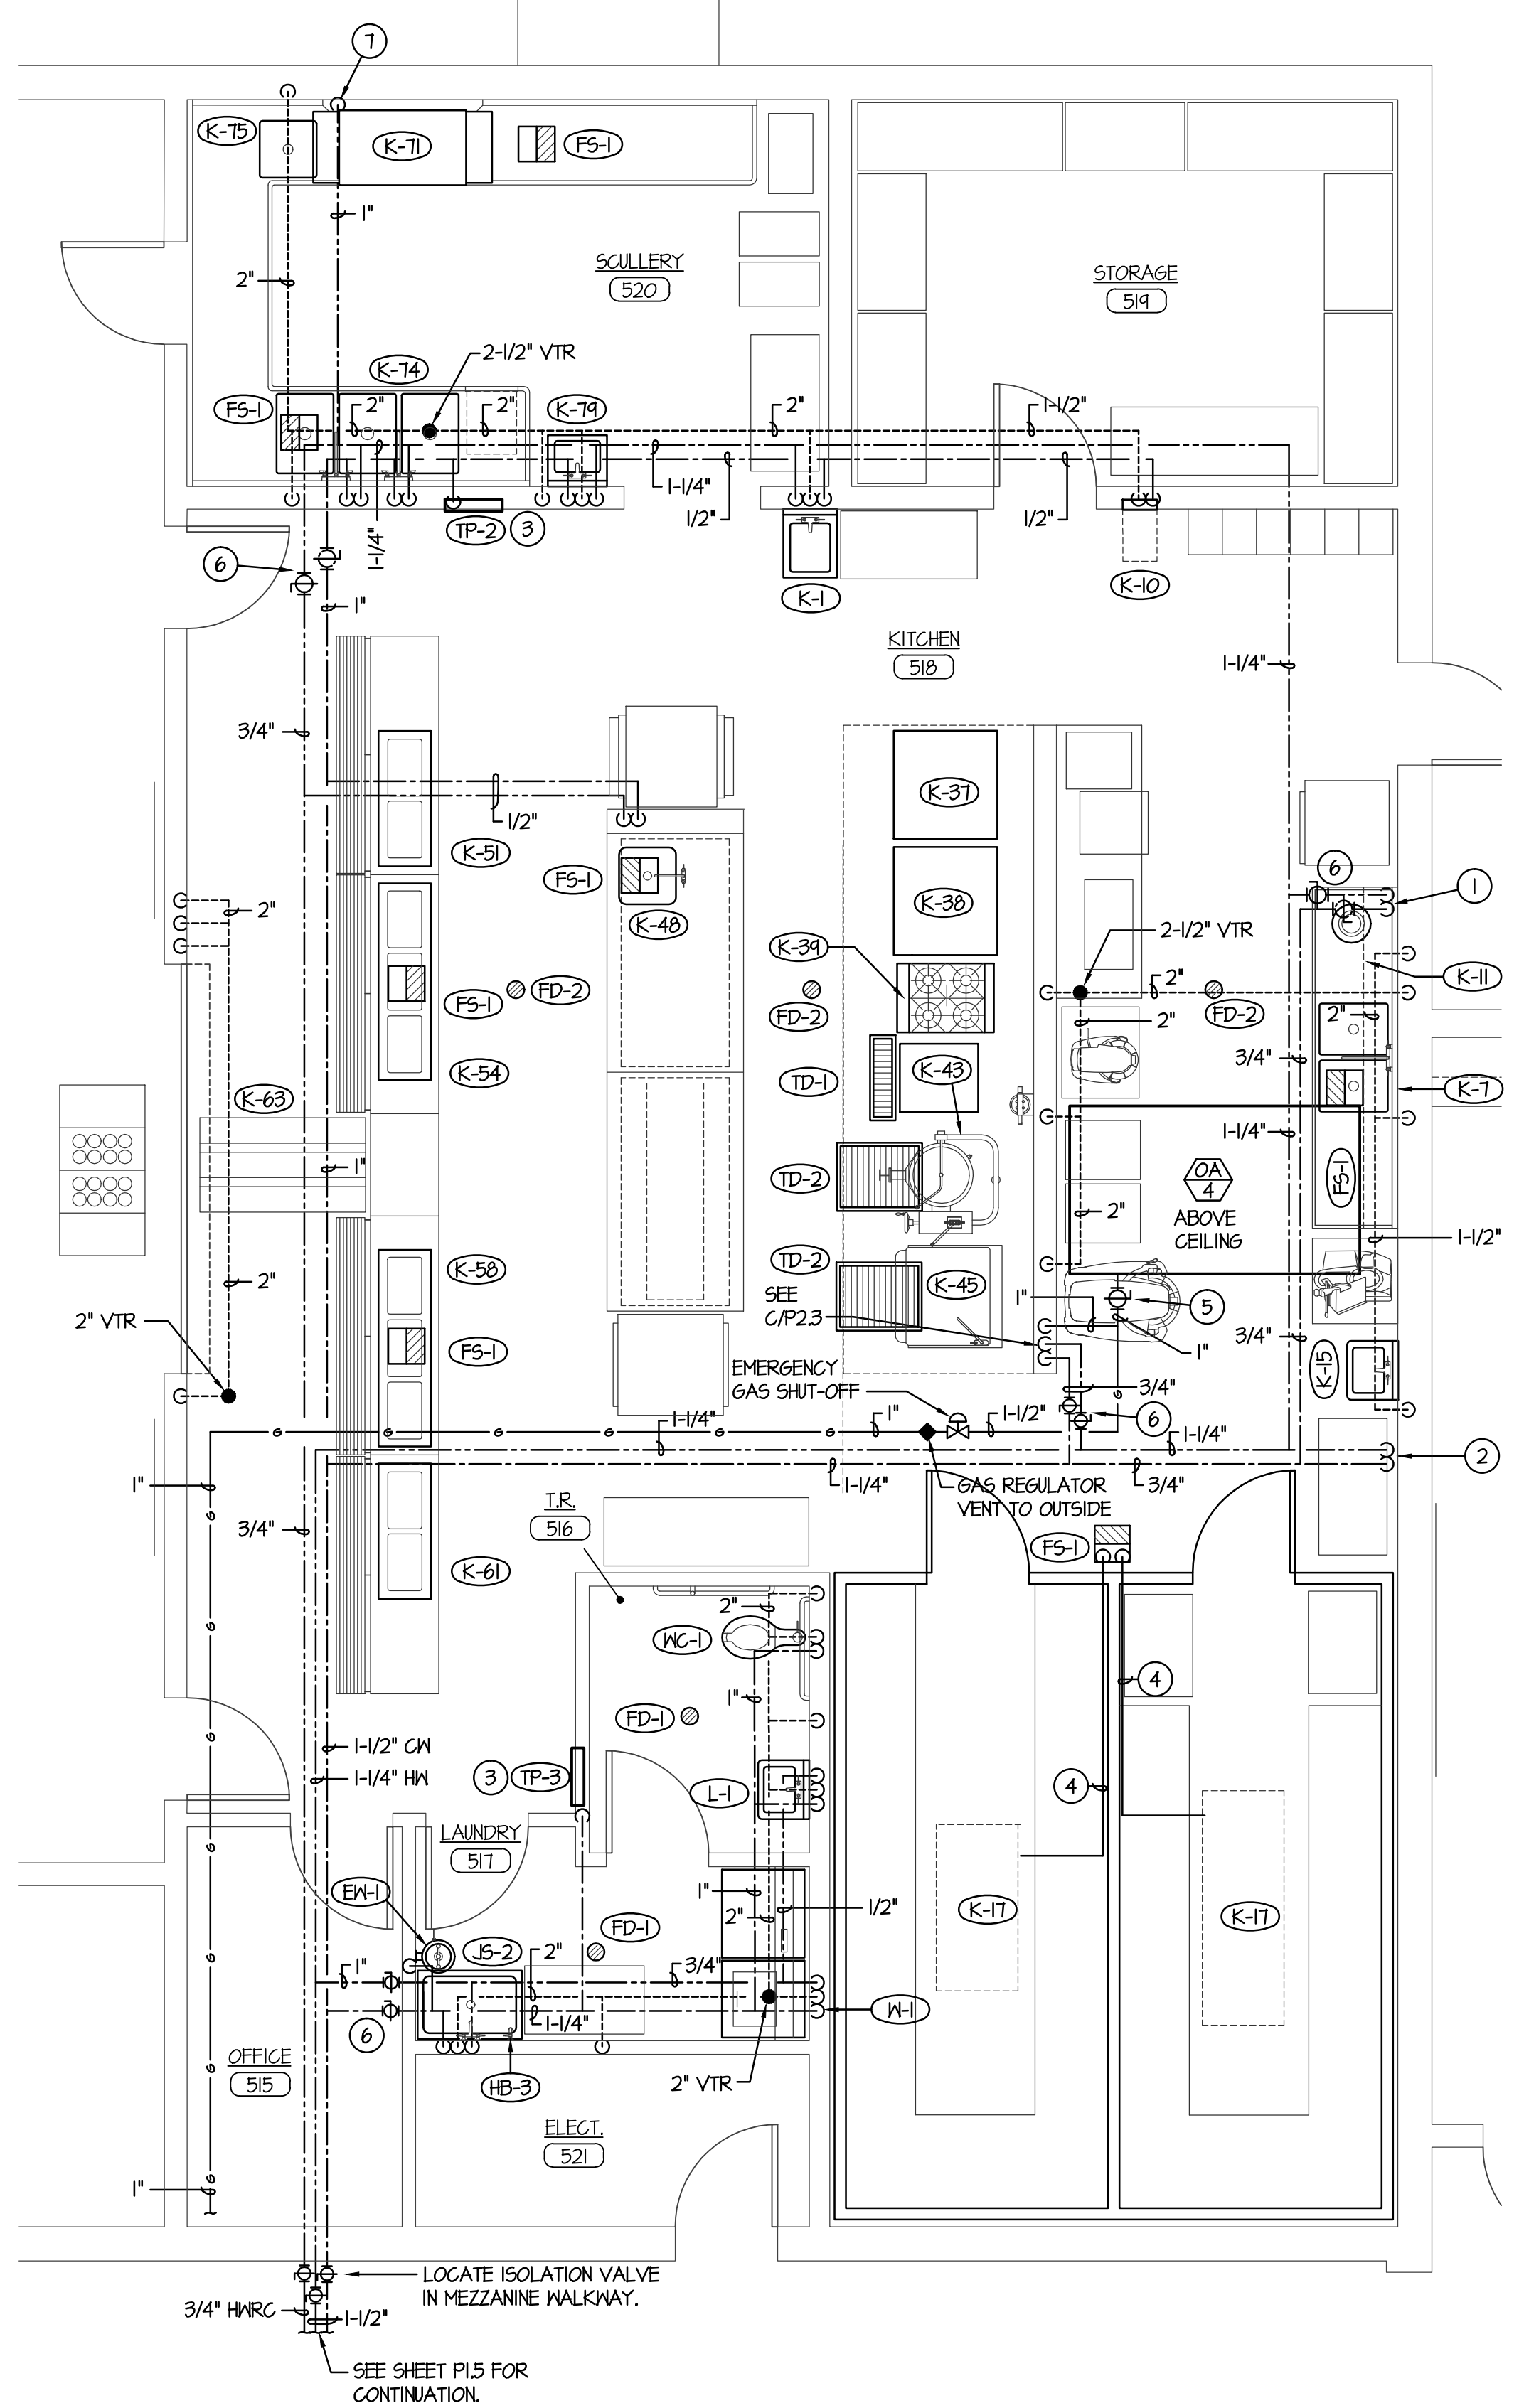 7
K-75
K-71
FS-1
1"
2"
SCULLERY
520
STORAGE
519
K-74
2-1/2" VTR
FS-1
2"
2"
K-79
2"
1-1/2"
1-1/4"
1/2"
1/2"
TP-2
3
1-1/4"
6
K-1
K-10
1"
KITCHEN
518
1-1/4"
3/4"
K-37
1/2"
K-51
FS-1
K-48
K-38
6
1
2"
K-39
2-1/2" VTR
K-11
FS-1
FD-2
FD-2
2"
FD-2
2"
2"
K-54
TD-1
K-43
3/4"
K-7
K-63
1-1/4"
1"
TD-2
OA
4
ABOVE
CEILING
FS-1
2"
1-1/2"
K-58
2"
TD-2
K-45
SEE
C/P2.3
1"
5
2" VTR
FS-1
3/4"
1"
K-15
EMERGENCY
GAS SHUT-OFF
3/4"
G G G G G G
1-1/4"
1"
1-1/2"
G
6
1-1/4"
2
1"
1-1/4"
GAS REGULATOR
VENT TO OUTSIDE
3/4"
G
3/4"
T.R.
516
FS-1
K-61
2"
WC-1
4
G
1"
FD-1
G
1-1/2" CW
1-1/4" HW
3
TP-3
L-1
4
LAUNDRY
517
G
EW-1
1"
2"
1/2"
K-17
K-17
FD-1
JS-2
2"
G
1"
3/4"
1-1/4"
W-1
6
OFFICE
515
G
HB-3
2" VTR
ELECT.
521
1"
G
LOCATE ISOLATION VALVE
IN MEZZANINE WALKWAY.
3/4" HWRC
1-1/2"
SEE SHEET P1.5 FOR
CONTINUATION.